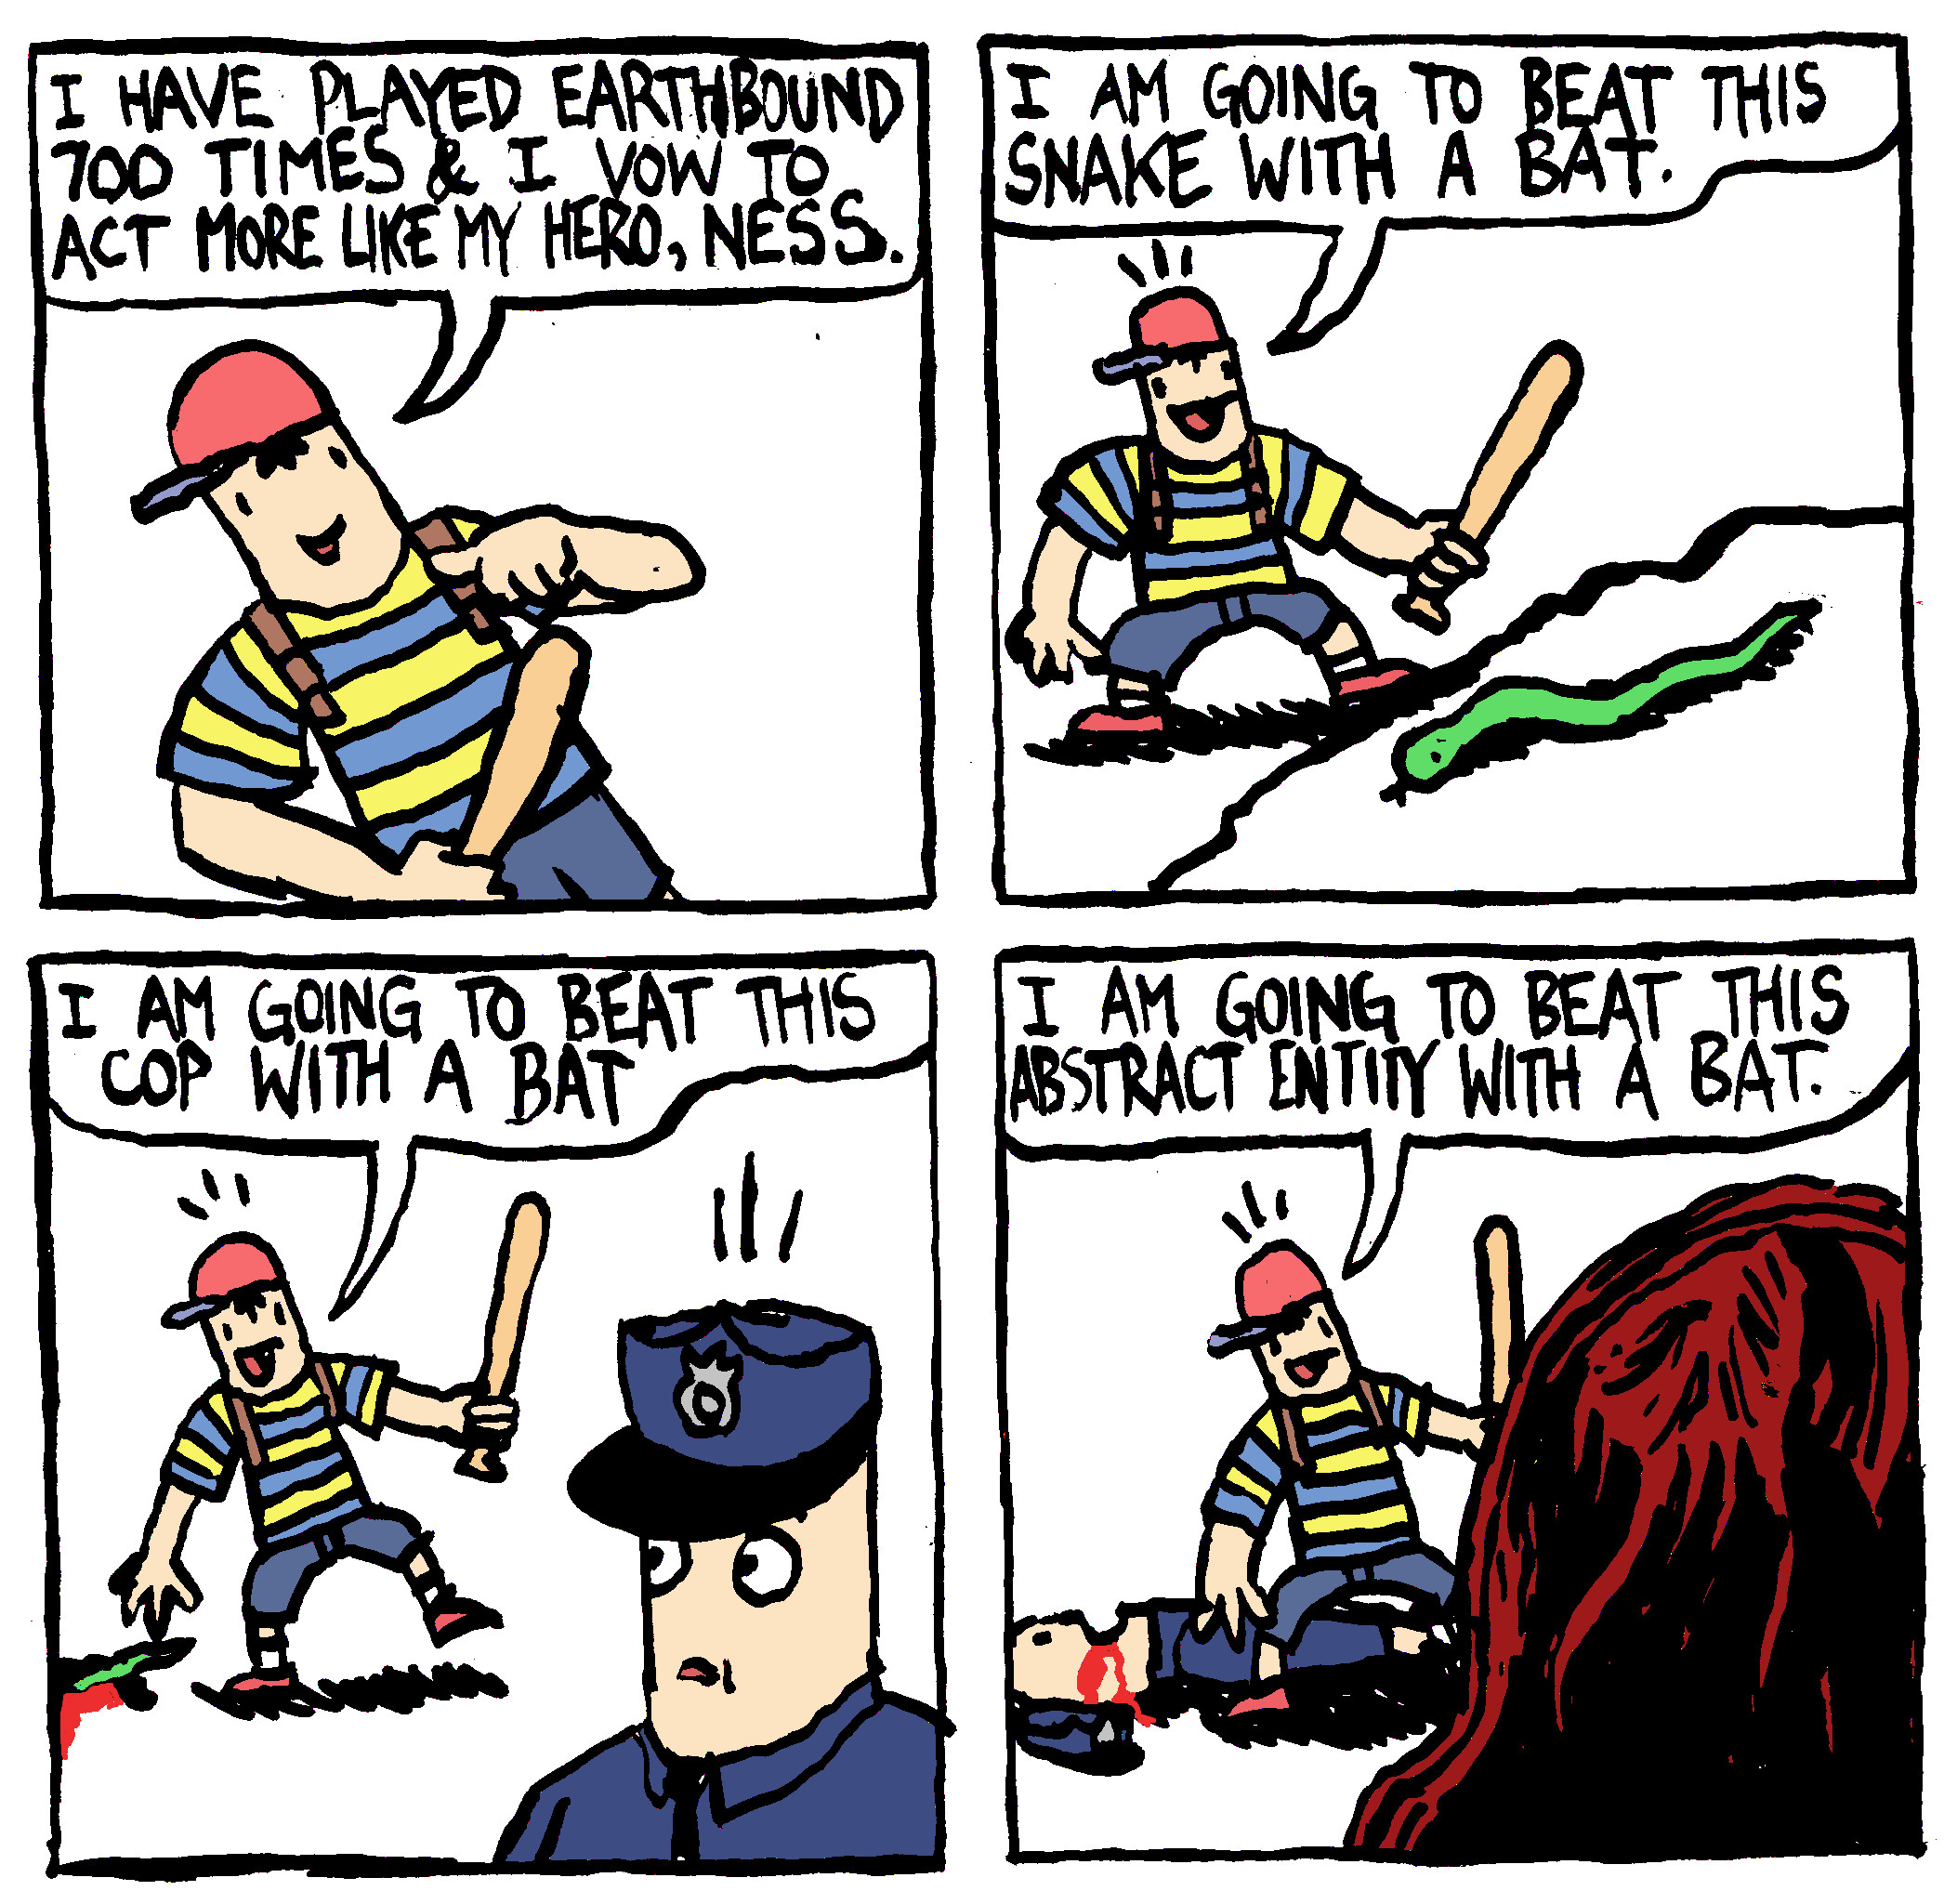 I HAVE PLAYED EARTHBOUND
700 TIMES & I VOW TO
ACT MORE LIKE MY HERO, NESS.
I AM GOING TO BEAT THIS
SNAKE WITH A BAT.
I AM GOING TO BEAT THIS
COP WITH A BAT
I AM GOING TO BEAT THIS
ABSTRACT ENTITY WITH A BAT.